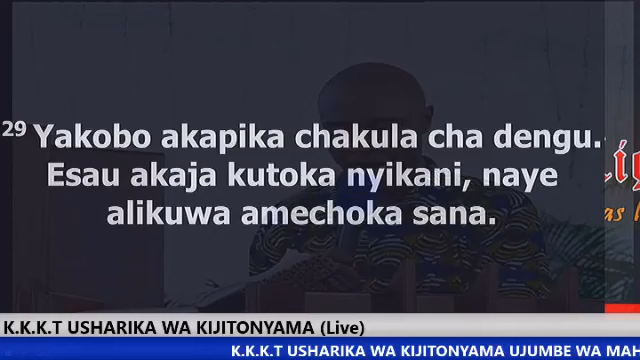 29 Yakobo akapika chakula cha dengu.
Esau akaja kutoka nyikani, naye
alikuwa amechoka sana.
K.K.K.T USHARIKA WA KIJITONYAMA (Live)
K.K.K.T USHARIKA WA KIJITONYAMA UJUMBE WA MAH